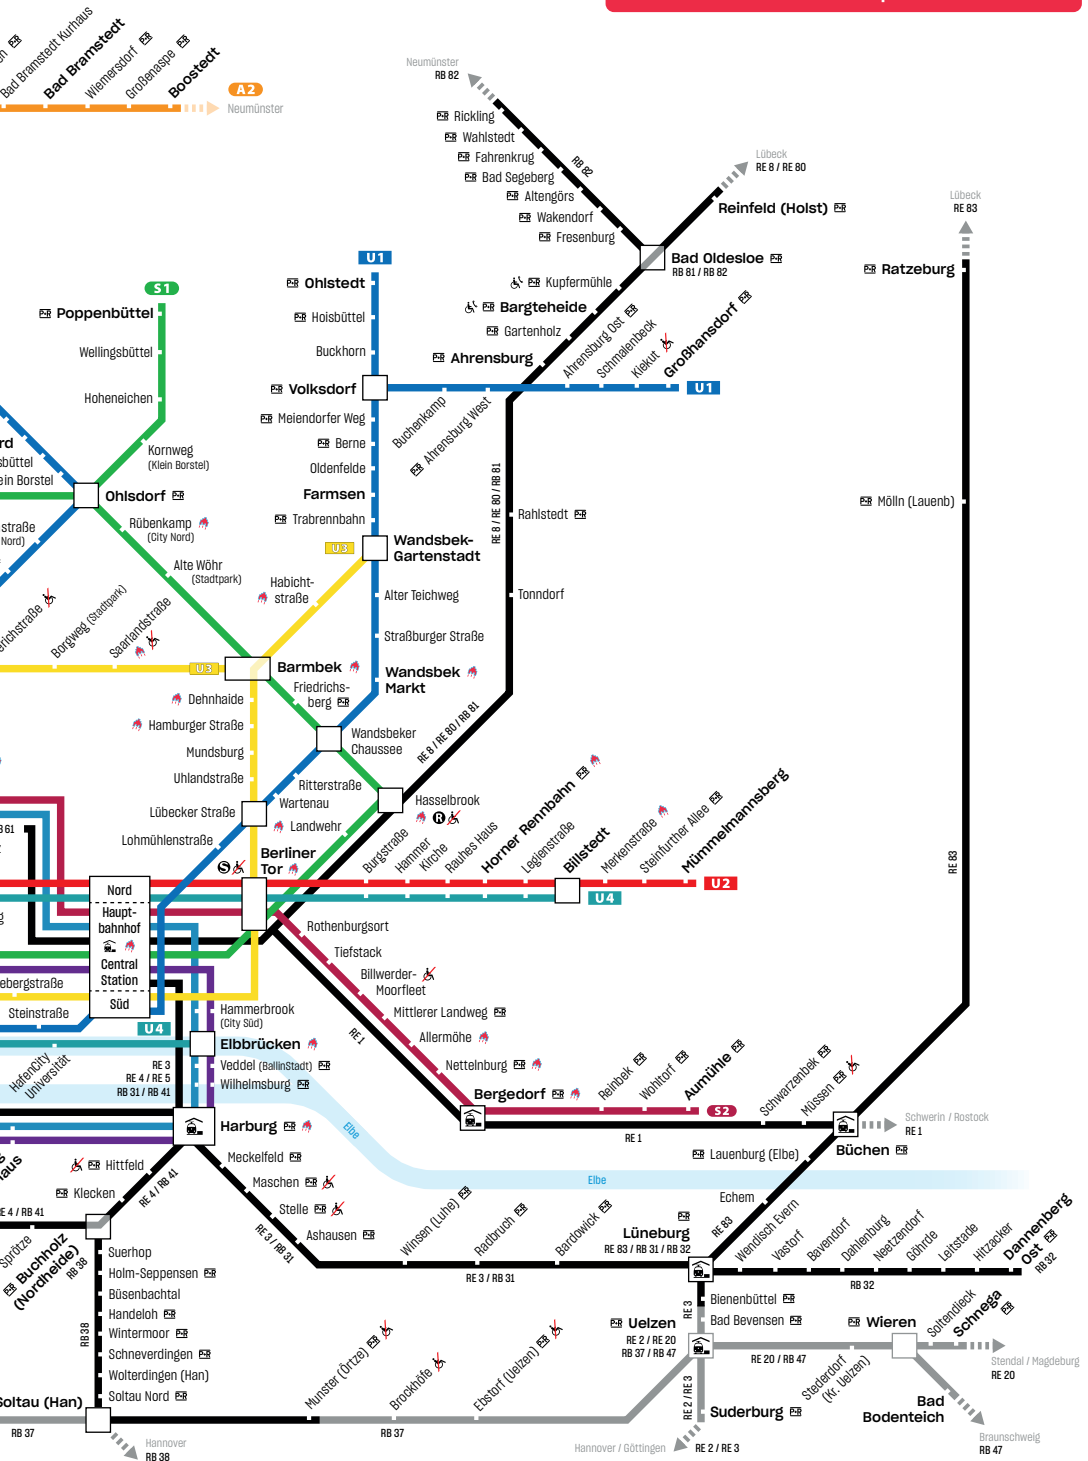 Bad Bramstedt Kurhaus
Bad Bramstedt
Wiemersdorf
Großenaspe
Boostedt
A2
Neumünster
Neumünster
RB 82
Rickling
Wahlstedt
Fahrenkrug
Bad Segeberg
Altengörs
Wakendorf
Fresenburg
RB 82
Lübeck
RE 8 / RE 80
Reinfeld (Holst)
Bad Oldesloe
RB 81 / RB 82
Kupfermühle
Bargteheide
Gartenholz
Ahrensburg
Lübeck
RE 83
Ratzeburg
Mölln (Lauenb)
RE 83
U1
Ohlstedt
Hoisbüttel
Buckhorn
Volksdorf
Buchenkamp
Ahrensburg West
Ahrensburg Ost
Schmalenbeck
Kiekut
Großhansdorf
U1
Meiendorfer Weg
Berne
Oldenfelde
Farmsen
Trabrennbahn
U3
Wandsbek-
Gartenstadt
RE 8 / RE 80 / RB 81
Rahlstedt
Tonndorf
S1
Poppenbüttel
Wellingsbüttel
Hoheneichen
Kornweg
(Klein Borstel)
rd
sbüttel
ein Borstel
Ohlsdorf
straße
Nord)
Rübenkamp
(City Nord)
Alte Wöhr
(Stadtpark)
Habicht-
straße
Alter Teichweg
Straßburger Straße
erichstraße
Borgweg (Stadtpark)
Saarlandstraße
U3
Barmbek
Wandsbek
Markt
Friedrichs-
berg
Dehnhaide
Hamburger Straße
Mundsburg
Uhlandstraße
Wandsbeker
Chaussee
RE 8 / RE 80 / RB 81
Ritterstraße
Wartenau
Lübecker Straße
Landwehr
Lohmühlenstraße
Hasselbrook
R
Berliner
Tor
S
Burgstraße
Hammer
Kirche
Rauhes Haus
Horner Rennbahn
Legienstraße
Billstedt
Merkenstraße
Steinfurther Allee
Mümmelmannsberg
U2
U4
B 61
g
Nord
Haupt-
bahnhof
Central
Station
Süd
ebergstraße
Steinstraße
Rothenburgsort
Tiefstack
Billwerder-
Moorfleet
Mittlerer Landweg
Allermöhe
Nettelnburg
Bergedorf
RE 1
Reinbek
Wohltorf
Aumühle
S2
RE 1
Hammerbrook
(City Süd)
U4
Elbbrücken
HafenCity
Universität
Veddel (BallinStadt)
Wilhelmsburg
RE 3
RE 4 / RE 5
RB 31 / RB 41
Elbe
Harburg
Schwarzenbek
Müssen
Schwerin / Rostock
RE 1
Büchen
Lauenburg (Elbe)
Elbe
Echem
RE 83
haus
Hittfeld
Klecken
RE 4 / RB 41
E 4 / RB 41
Sprötze
Buchholz
(Nordheide)
RB 38
Meckelfeld
Maschen
Stelle
Ashausen
RE 3 / RB 31
Winsen (Luhe)
Radbruch
Bardowick
RE 3 / RB 31
Lüneburg
RE 83 / RB 31 / RB 32
Wendisch Evern
Vastorf
Bavendorf
Dahlenburg
Neetzendorf
Göhrde
Leitstade
Hitzacker
Dannenberg
Ost
RB 32
RB 32
Suerhop
Holm-Seppensen
Büsenbachtal
Handeloh
Wintermoor
Schneverdingen
Wolterdingen (Han)
Soltau Nord
RB38
Soltau (Han)
RB 37
Hannover
RB 38
Munster (Örtze)
Brockhöfe
Ebstorf (Uelzen)
RB 37
RE 3
Bienenbüttel
Bad Bevensen
Uelzen
RE 2 / RE 20
RB 37 / RB 47
RE 20 / RB 47
Stederdorf
(Kr. Uelzen)
Wieren
Soltendieck
Schnega
Stendal / Magdeburg
RE 20
Bad
Bodenteich
Braunschweig
RB 47
RE 2 / RE 3
Suderburg
Hannover / Göttingen
RE 2 / RE 3